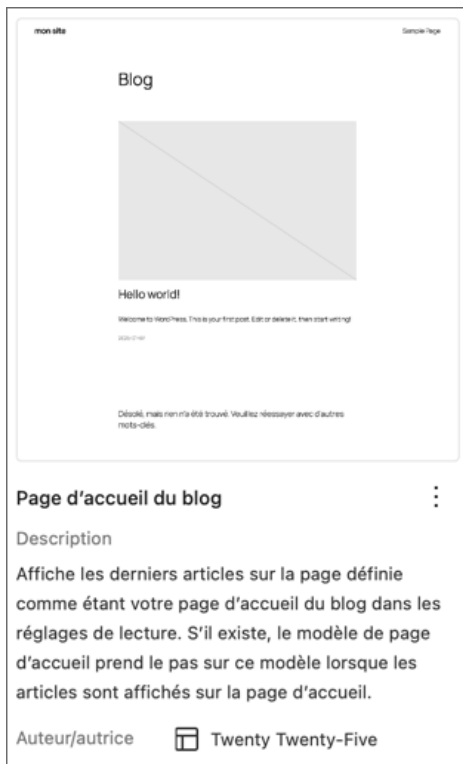 mon site
Sample Page
Blog
Hello world!
Welcome to WordPress. This is your first post. Edit or delete it, then start writing!
Désolé, mais rien n'a été trouvé. Veuillez réessayer avec d'autres
mots-clés.
Page d'accueil du blog
Description
Affiche les derniers articles sur la page définie
comme étant votre page d'accueil du blog dans les
réglages de lecture. S'il existe, le modèle de page
d'accueil prend le pas sur ce modèle lorsque les
articles sont affichés sur la page d'accueil.
Auteur/autrice
Twenty Twenty-Five